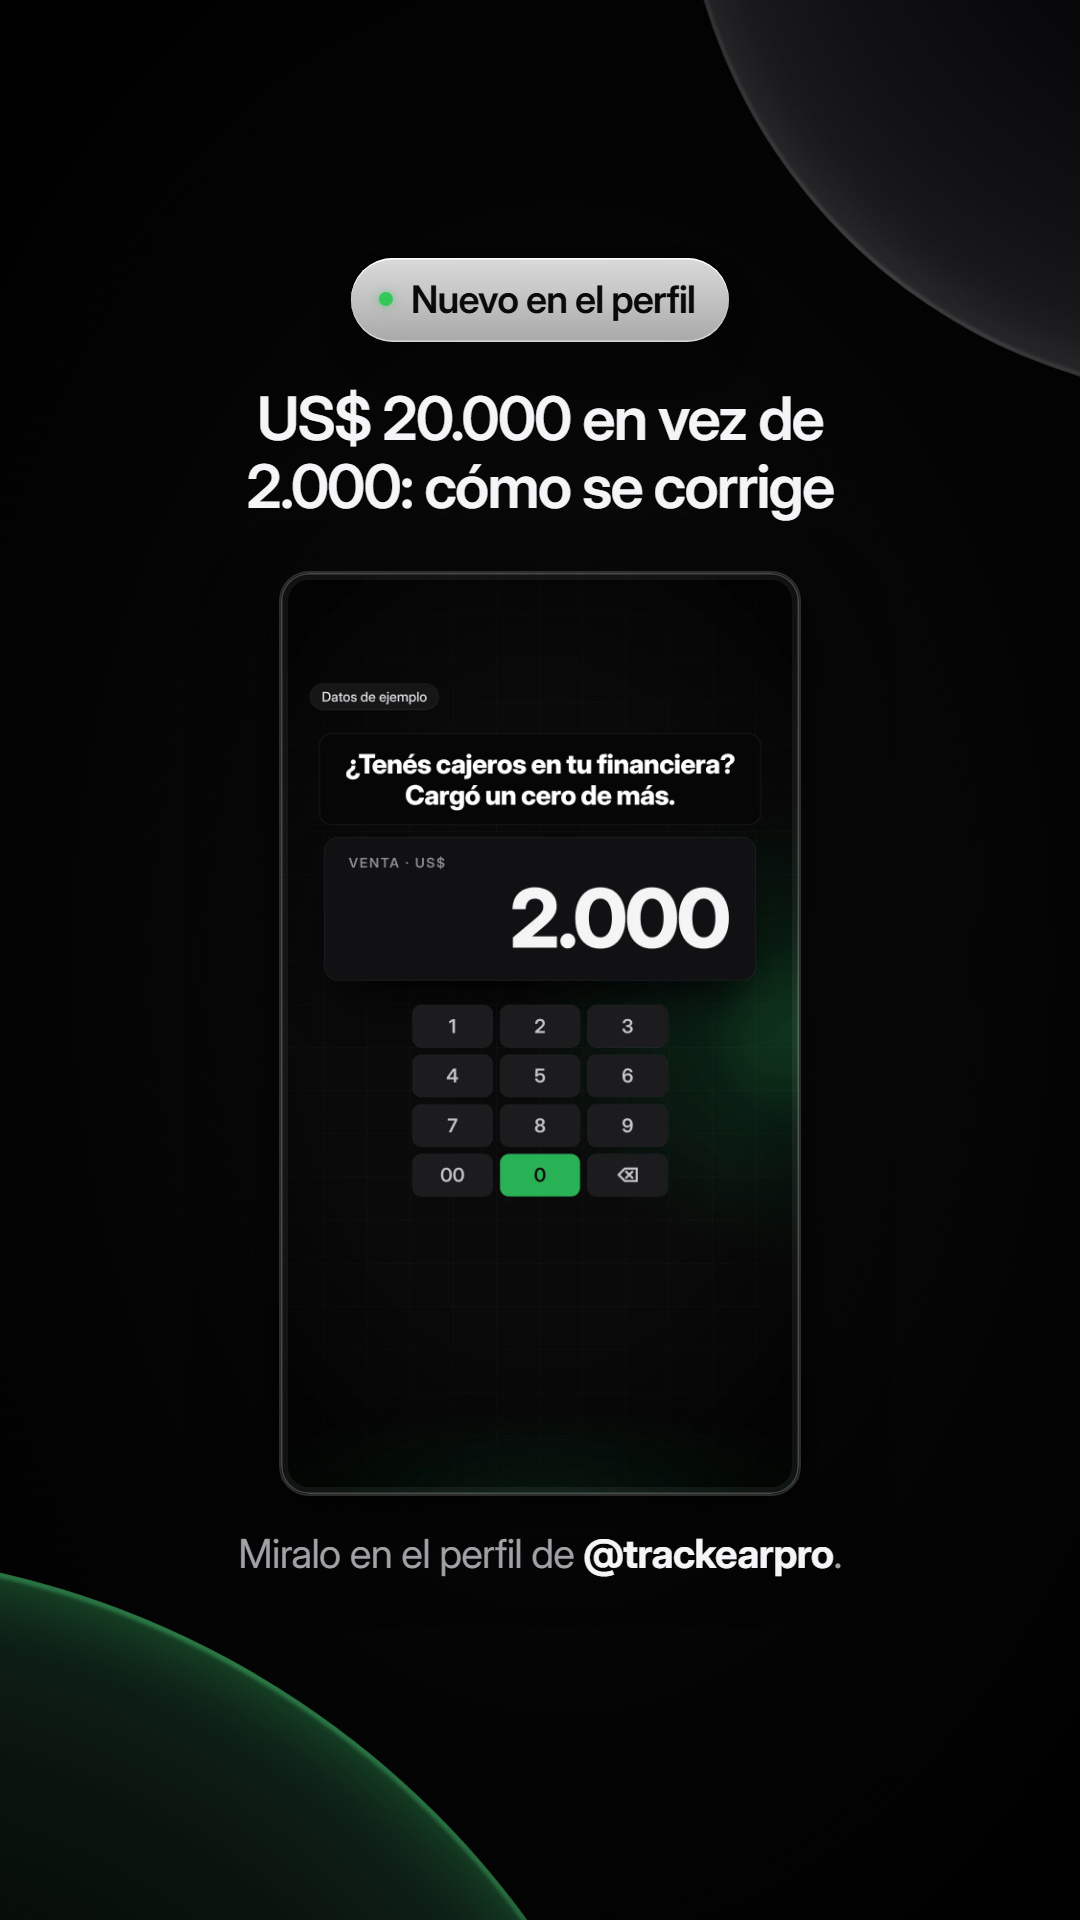 Nuevo en el perfil
US$ 20.000 en vez de
2.000: cómo se corrige
Datos de ejemplo
¿Tenés cajeros en tu financiera?
Cargó un cero de más.
VENTA · US$
2.000
1 2 3
4 5 6
7 8 9
00 0
Miralo en el perfil de @trackearpro.